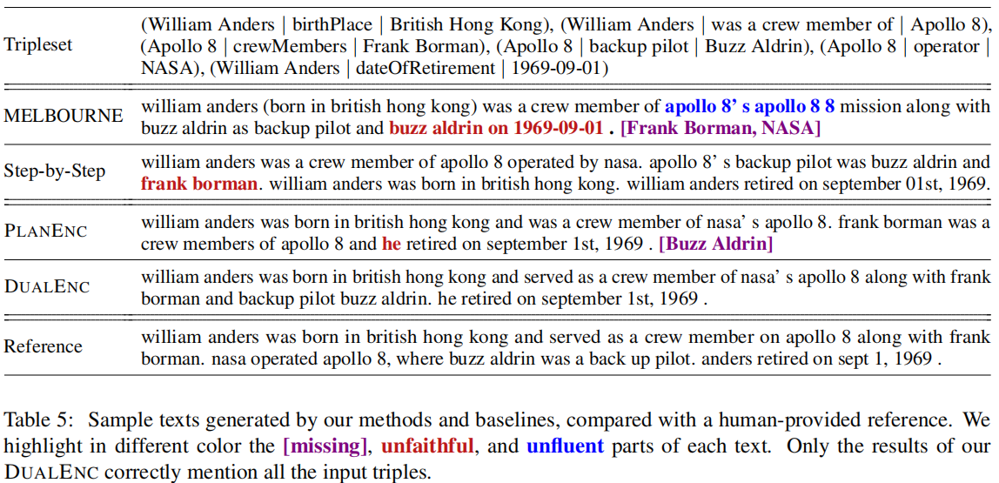 Tripleset
(William Anders | birthPlace | British Hong Kong), (William Anders | was a crew member of | Apollo 8),
(Apollo 8 | crewMembers | Frank Borman), (Apollo 8 | backup pilot | Buzz Aldrin), (Apollo 8 | operator |
NASA), (William Anders | dateOfRetirement | 1969-09-01)
MELBOURNE
william anders (born in british hong kong) was a crew member of apollo 8’ s apollo 8 8 mission along with
buzz aldrin as backup pilot and buzz aldrin on 1969-09-01 . [Frank Borman, NASA]
Step-by-Step
william anders was a crew member of apollo 8 operated by nasa. apollo 8’ s backup pilot was buzz aldrin and
frank borman. william anders was born in british hong kong. william anders retired on september 01st, 1969.
PLANENC
william anders was born in british hong kong and was a crew member of nasa’ s apollo 8. frank borman was a
crew members of apollo 8 and he retired on september 1st, 1969 . [Buzz Aldrin]
DUALENC
william anders was born in british hong kong and served as a crew member of nasa’ s apollo 8 along with frank
borman and backup pilot buzz aldrin. he retired on september 1st, 1969 .
Reference
william anders was born in british hong kong and served as a crew member on apollo 8 along with frank
borman. nasa operated apollo 8, where buzz aldrin was a back up pilot. anders retired on sept 1, 1969 .
Table 5: Sample texts generated by our methods and baselines, compared with a human-provided reference. We
highlight in different color the [missing], unfaithful, and unfluent parts of each text. Only the results of our
DUALENC correctly mention all the input triples.